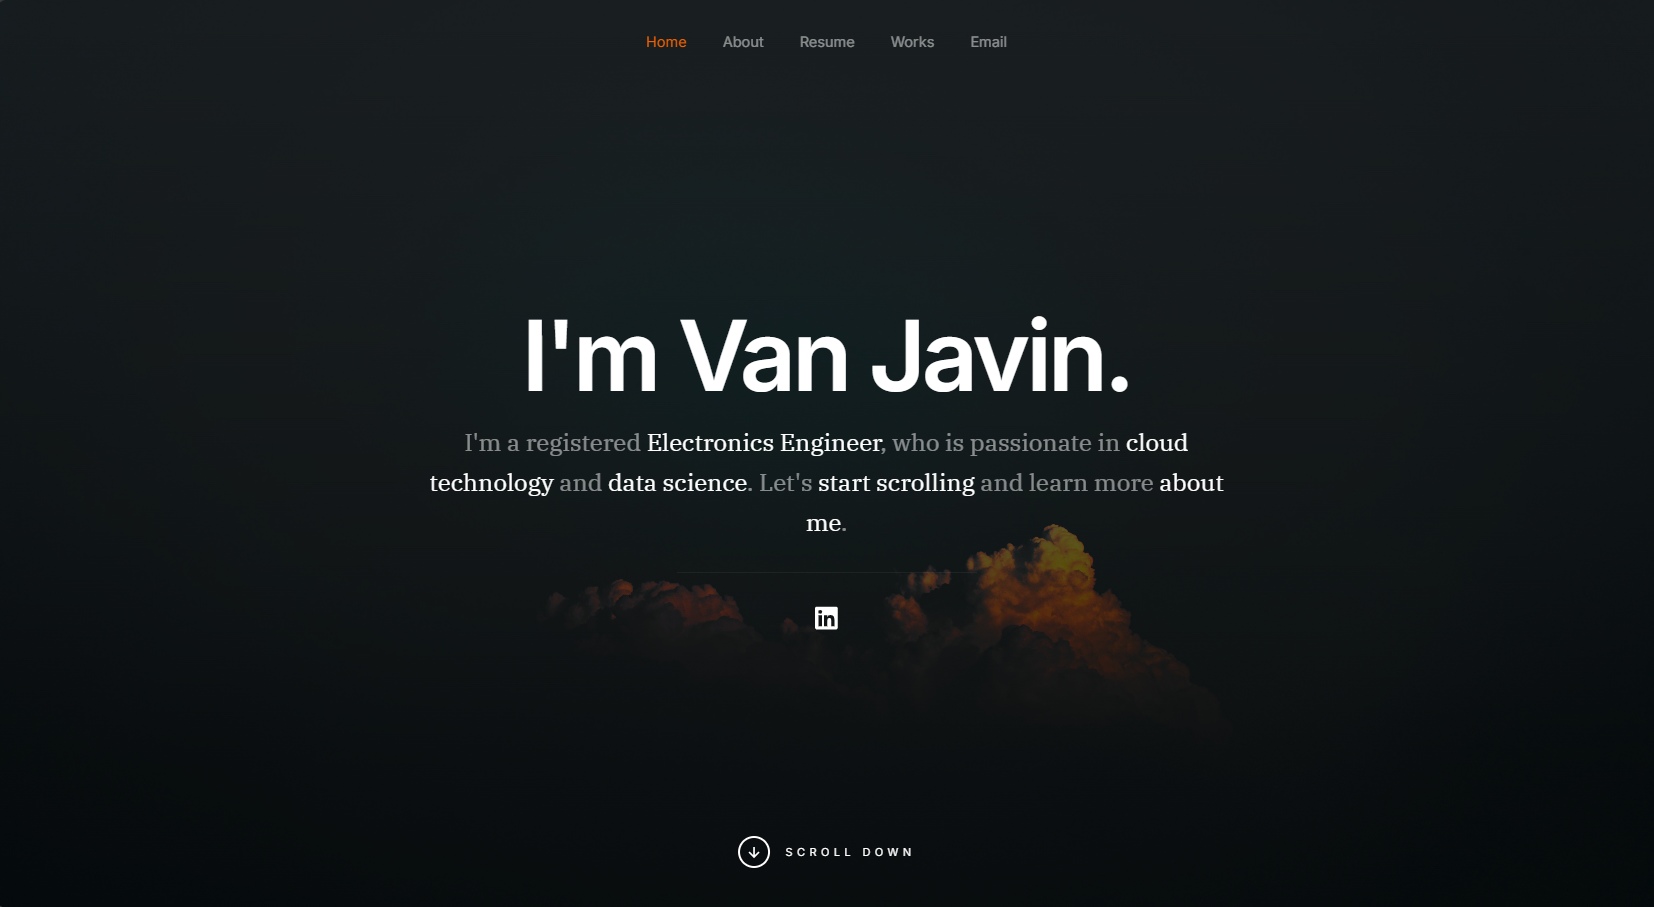 Home About Resume Works Email
I'm Van Javin.
I'm a registered Electronics Engineer, who is passionate in cloud
technology and data science. Let's start scrolling and learn more about
me.
in
SCROLL DOWN